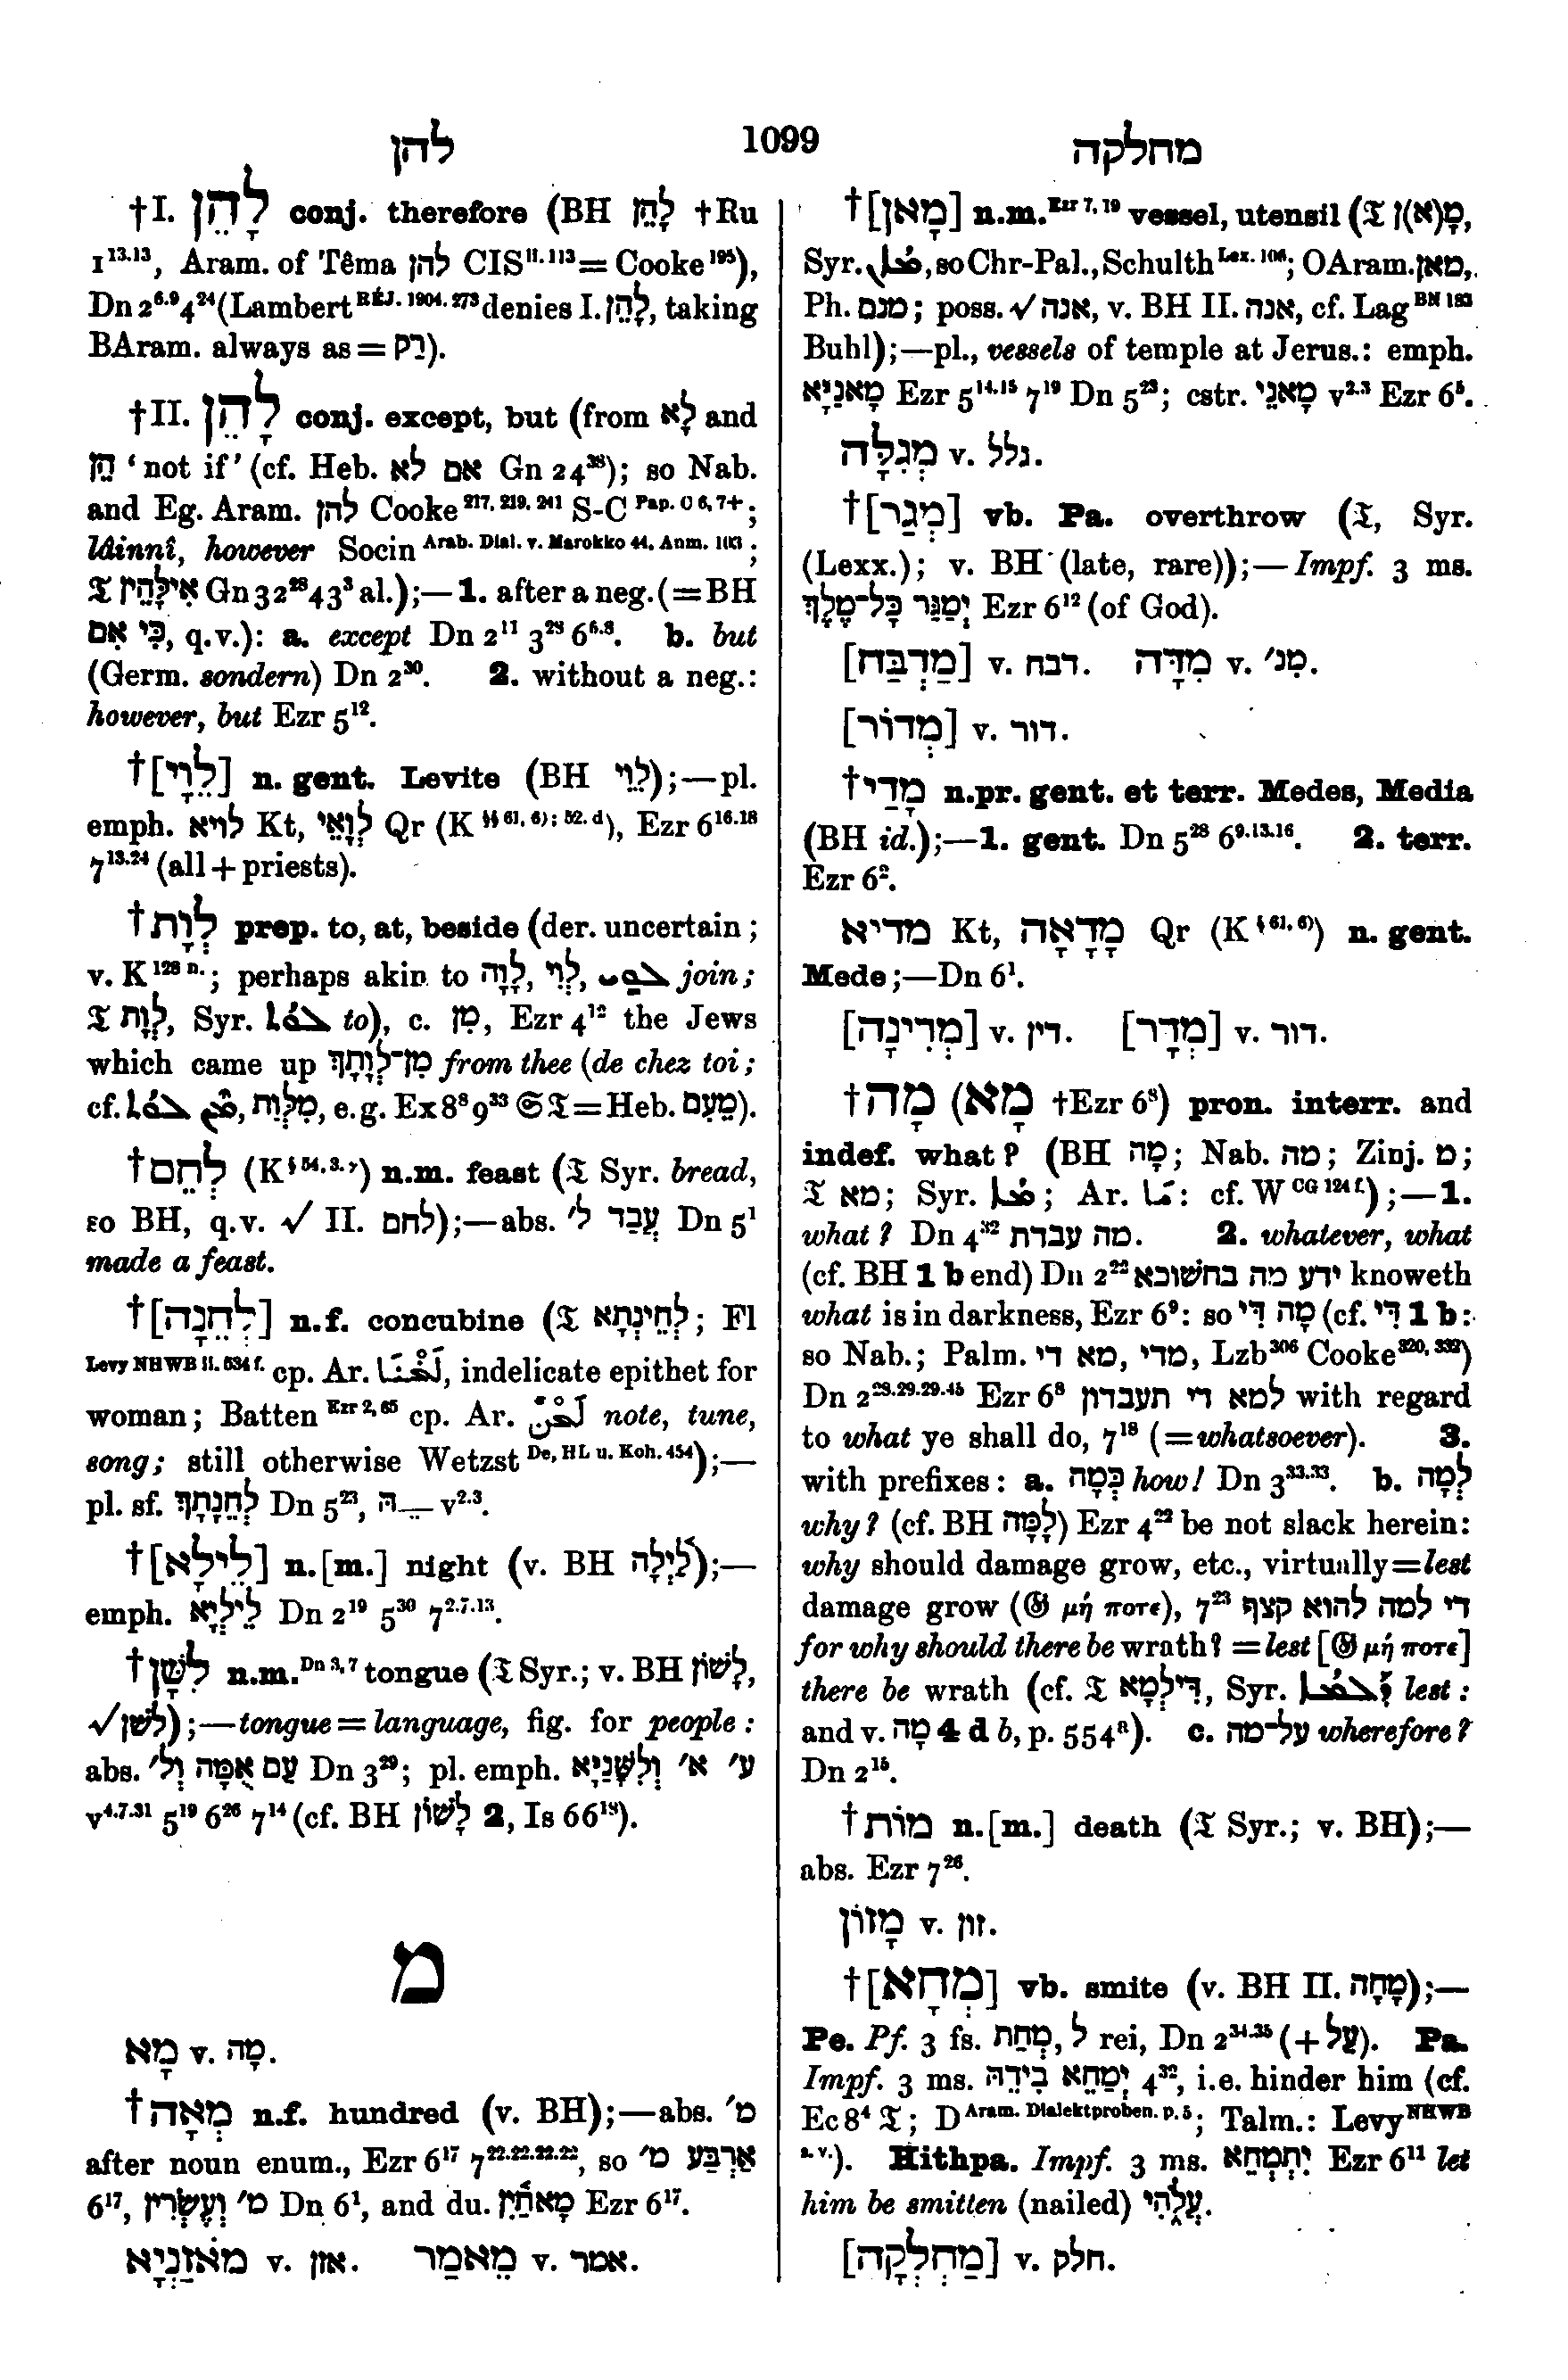 להן 1099 מחלקה
†I. לָהֵן conj. therefore (BH לָהֵן †Ru
1 13.13, Aram. of Têma להן CIS ii. 113 = Cooke 195),
Dn 2 6.9 4 24 (Lambert RÉJ. 1904. 273 denies I. לָהֵן, taking
BAram. always as = רַק).
†II. לָהֵן conj. except, but (from לָא and
הֵן ‘not if’ (cf. Heb. אם לא Gn 24 38); so Nab.
and Eg. Aram. להן Cooke 217. 219. 241 S-C Pap. C 6, 7+;
lâinnî, however Socin Arab. Dial. v. Marokko 44. Anm. 103;
𝔗 אִילָּהֵין Gn 32 28 43 3 al.);—1. after a neg. (=BH
כִּי אִם, q.v.): a. except Dn 2 11 3 28 6 6.8. b. but
(Germ. sondern) Dn 2 30. 2. without a neg.:
however, but Ezr 5 12.
†[לֵוָי] n. gent. Levite (BH לֵוִי);—pl.
emph. לויא Kt, לְוָאֵי Qr (K §§ 61, 6); 52. d), Ezr 6 16.18
7 13.24 (all + priests).
†לְוָת prep. to, at, beside (der. uncertain;
v. K 128 n.; perhaps akin to לָוָה, לְוִי, join;
𝔗 לְוָת, Syr. ܠܘܳܬ to), c. מִן, Ezr 4 12 the Jews
which came up מִן־לְוָתָךְ from thee (de chez toi;
cf. ܡܶܢ ܠܘܳܬ, מִלְּוַת, e.g. Ex 8 8 9 33 𝔖𝔗 = Heb. מֵעִם).
†לְחֵם (K § 54. 3. γ) n.m. feast (𝔗 Syr. bread,
so BH, q.v. √ II. לחם);—abs. עֲבַד ל׳ Dn 5 1
made a feast.
†[לְחֵנָה] n.f. concubine (𝔗 לְחֵינְתָא; Fl
Levy NHWB ii. 534 f. cp. Ar. لَخْنَا, indelicate epithet for
woman; Batten Ezr 2, 65 cp. Ar. لَحْن note, tune,
song; still otherwise Wetzst De, HL u. Koh. 454);—
pl. sf. לְחֵנָתָךְ Dn 5 23, ־ֵהּ v 2.3.
†[לֵילָא] n.[m.] night (v. BH לַיְלָה);—
emph. לֵילְיָא Dn 2 19 5 30 7 2.7.13.
†לִשָּׁן n.m. Dn 3, 7 tongue (𝔗 Syr.; v. BH לָשׁוֹן,
√לשׁן);—tongue = language, fig. for people:
abs. עַם אֻמָּה וְלִ׳ Dn 3 29; pl. emph. ע׳ א׳ וְלִשָּׁנַיָּא
v 4.7.31 5 19 6 26 7 14 (cf. BH לָשׁוֹן 2, Is 66 18).
מ
מָא v. מָה.
†מְאָה n.f. hundred (v. BH);—abs. מ׳
after noun enum., Ezr 6 17 7 22.22.22.22, so אַרְבַּע מ׳
6 17, מ׳ וְעֶשְׂרִין Dn 6 1, and du. מָאתַיִן Ezr 6 17.
מֹאזַנְיָא v. אזן. מֵאמַר v. אמר.
†[מָאן] n.m. Ezr 7, 19 vessel, utensil (𝔗 מָ(א)ן,
Syr. ܡܳܐܢ, so Chr-Pal., Schulth Lex. 106; OAram. מאן,
Ph. מנם; poss. √אנה, v. BH II. אנה, cf. Lag BN 183
Buhl);—pl., vessels of temple at Jerus.: emph.
מָאנַיָּא Ezr 5 14.15 7 19 Dn 5 23; cstr. מָאנֵי v 2.3 Ezr 6 5.
מְגִלָּה v. גלל.
†[מְגַר] vb. Pa. overthrow (𝔗, Syr.
(Lexx.); v. BH (late, rare));—Impf. 3 ms.
יְמַגַּר כָּל־מֶלֶךְ Ezr 6 12 (of God).
[מַדְבַּח] v. דבח. מִדָּה v. מִנ׳.
[מְדוֹר] v. דור.
†מָדַי n.pr. gent. et terr. Medes, Media
(BH id.);—1. gent. Dn 5 28 6 9.13.16. 2. terr.
Ezr 6 2.
מדיא Kt, מָדָאָה Qr (K § 61. 6)) n. gent.
Mede;—Dn 6 1.
[מְדִינָה] v. דין. [מְדָר] v. דור.
†מָה (מָא †Ezr 6 8) pron. interr. and
indef. what? (BH מָה; Nab. מה; Zinj. מ;
𝔗 מא; Syr. ܡܳܐ; Ar. مَا: cf. W CG 124 f.);—1.
what? Dn 4 32 מה עבדת. 2. whatever, what
(cf. BH 1 b end) Dn 2 22 ידע מה בחשׁוכא knoweth
what is in darkness, Ezr 6 9: so מָה דִּי (cf. דִּי 1 b:
so Nab.; Palm. מא די, מדי, Lzb 306 Cooke 320, 332)
Dn 2 28.29.29.45 Ezr 6 8 למא די תעבדון with regard
to what ye shall do, 7 18 (=whatsoever). 3.
with prefixes: a. כְּמָה how! Dn 3 33.33. b. לְמָה
why? (cf. BH לָמָּה) Ezr 4 22 be not slack herein:
why should damage grow, etc., virtually=lest
damage grow (𝔊 μή ποτε), 7 23 די למה להוא קצף
for why should there be wrath? =lest [𝔊 μή ποτε]
there be wrath (cf. 𝔗 דִּילְמָא, Syr. ܕܰܠܡܳܐ lest:
and v. מָה 4 d b, p. 554 a). c. על־מה wherefore?
Dn 2 15.
†מוֹת n.[m.] death (𝔗 Syr.; v. BH);—
abs. Ezr 7 26.
מָזוֹן v. זון.
†[מְחָא] vb. smite (v. BH II. מָחָה);—
Pe. Pf. 3 fs. מְחַת, ל rei, Dn 2 34.35 (+עַל). Pa.
Impf. 3 ms. יְמַחֵא בִידֵהּ 4 32, i.e. hinder him (cf.
Ec 8 4 𝔗; D Aram. Dialektproben. p. 5; Talm.: Levy NHWB
s.v.). Hithpa. Impf. 3 ms. יִתְמְחֵא Ezr 6 11 let
him be smitten (nailed) עֲלֹהִי.
[מַחְלְקָה] v. חלק.